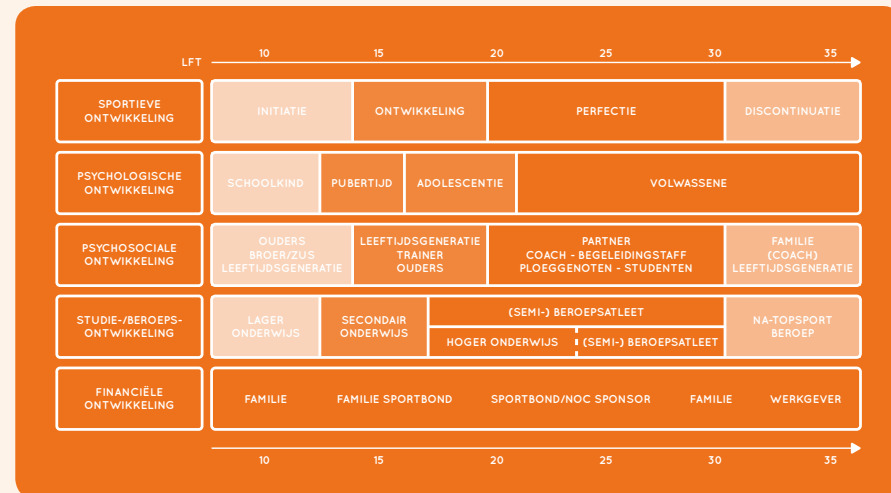 LFT 10 15 20 25 30 35
SPORTIEVE
ONTWIKKELING
INITIATIE
ONTWIKKELING
PERFECTIE
DISCONTINUATIE
PSYCHOLOGISCHE
ONTWIKKELING
SCHOOLKIND
PUBERTIJD
ADOLESCENTIE
VOLWASSENE
PSYCHOSOCIALE
ONTWIKKELING
OUDERS
BROER/ZUS
LEEFTIJDSGENERATIE
LEEFTIJDSGENERATIE
TRAINER
OUDERS
PARTNER
COACH - BEGELEIDINGSTAFF
PLOEGGENOTEN - STUDENTEN
FAMILIE
(COACH)
LEEFTIJDSGENERATIE
STUDIE-/BEROEPS-
ONTWIKKELING
LAGER
ONDERWIJS
SECONDAIR
ONDERWIJS
(SEMI-) BEROEPSATLEET
HOGER ONDERWIJS
(SEMI-) BEROEPSATLEET
NA-TOPSPORT
BEROEP
FINANCIËLE
ONTWIKKELING
FAMILIE
FAMILIE SPORTBOND
SPORTBOND/NOC SPONSOR
FAMILIE
WERKGEVER
10 15 20 25 30 35